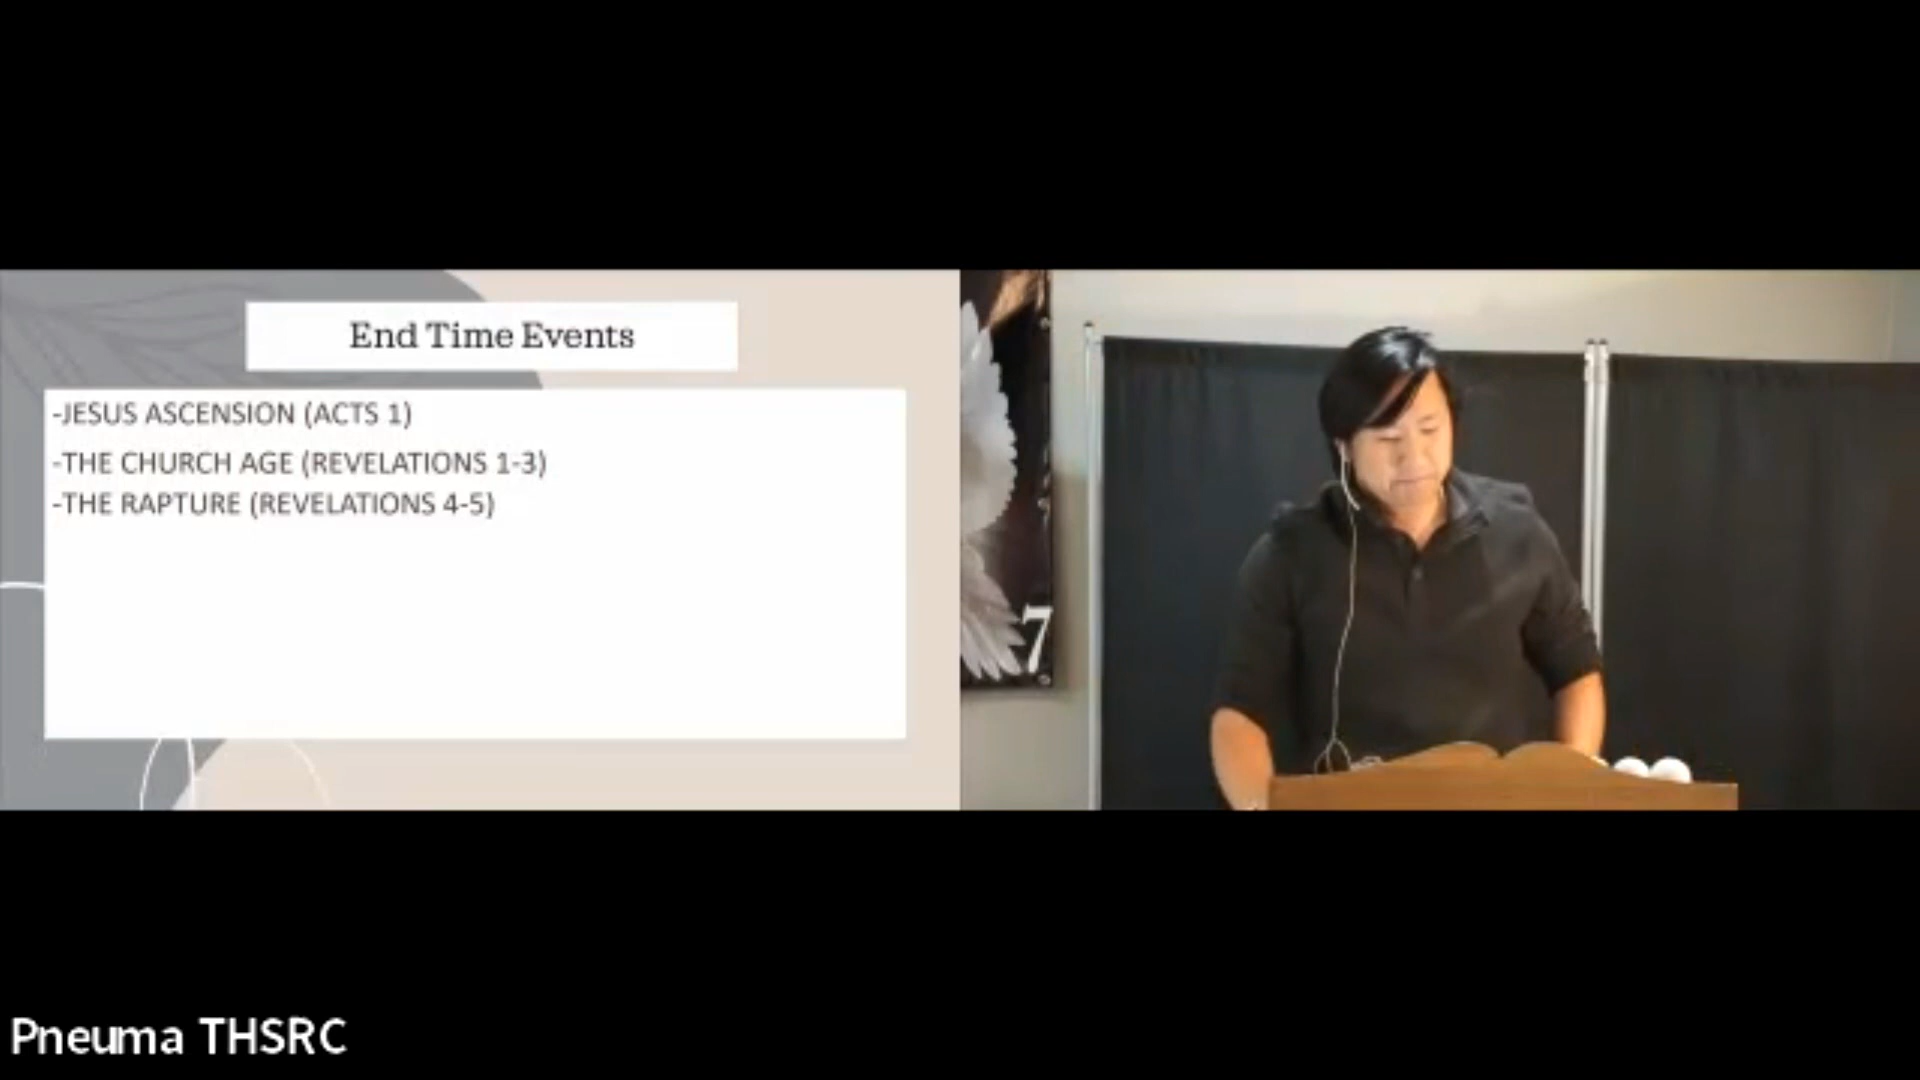 End Time Events
-JESUS ASCENSION (ACTS 1)
-THE CHURCH AGE (REVELATIONS 1-3)
-THE RAPTURE (REVELATIONS 4-5)
7
Pneuma THSRC